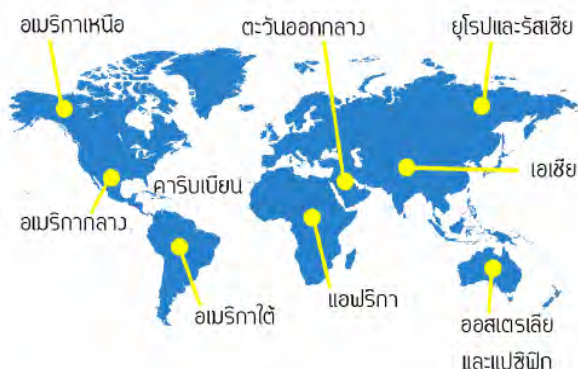 อเมริกาเหนือ
ตะวันออกกลาง
ยุโรปและรัสเซีย
เอเชีย
คาริบเบียน
อเมริกากลาง
แอฟริกา
อเมริกาใต้
ออสเตรเลีย
และแปซิฟิก